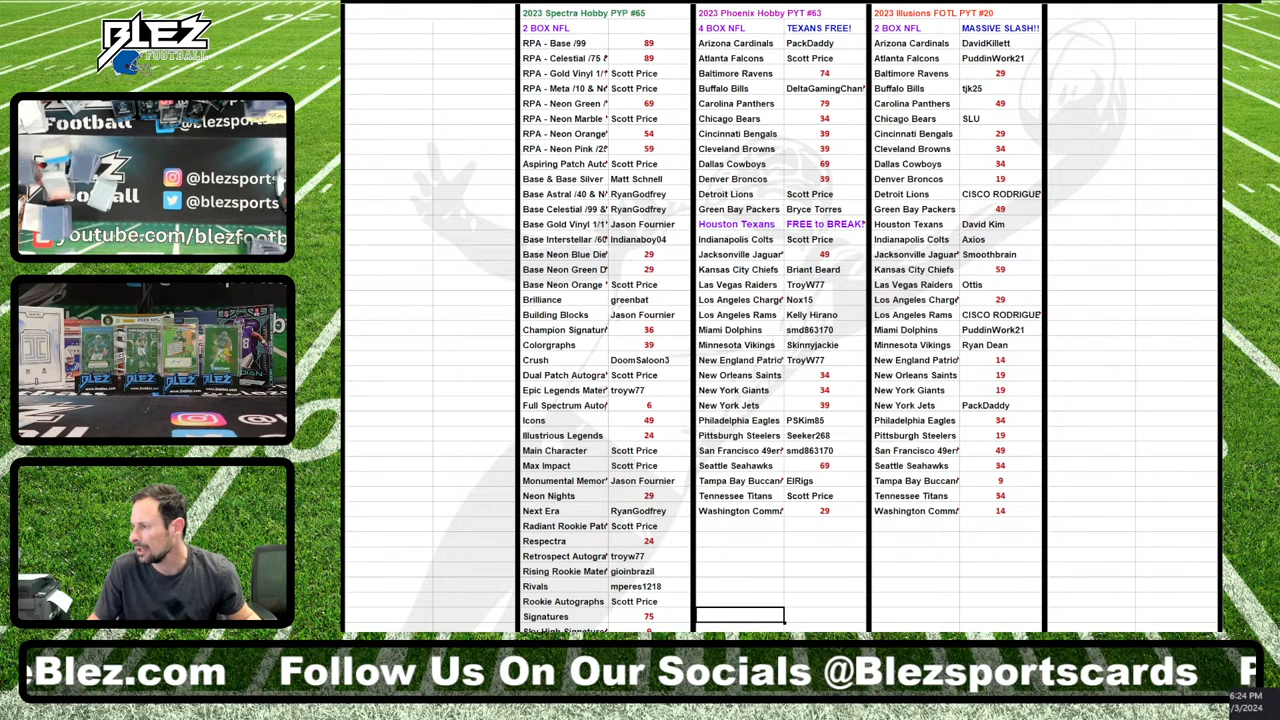 BLEZ
FOOTBALL
Football
@blezsports
@blezsports
youtube.com/blezfootb
BLEZ
BLEZ
BLEZ
BLEZ
2023 Spectra Hobby PYP #65
2 BOX NFL
RPA - Base /99 89
RPA - Celestial /75 89
RPA - Gold Vinyl 1/1 Scott Price
RPA - Meta /10 & Scott Price
RPA - Neon Green / 69
RPA - Neon Marble Scott Price
RPA - Neon Orange 54
RPA - Neon Pink /25 59
Aspiring Patch Auto Scott Price
Base & Base Silver Matt Schnell
Base Astral /40 & RyanGodfrey
Base Celestial /99 & RyanGodfrey
Base Gold Vinyl 1/1 Jason Fournier
Base Interstellar /60 Indianaboy04
Base Neon Blue Die 29
Base Neon Green D 29
Base Neon Orange Scott Price
Brilliance greenbat
Building Blocks Jason Fournier
Champion Signatur 36
Colorgraphs 39
Crush DoomSaloon3
Dual Patch Autogra Scott Price
Epic Legends Mater troyw77
Full Spectrum Auto 6
Icons 49
Illustrious Legends 24
Main Character Scott Price
Max Impact Scott Price
Monumental Memor Jason Fournier
Neon Nights 29
Next Era RyanGodfrey
Radiant Rookie Pat Scott Price
Respectra 24
Retrospect Autogra troyw77
Rising Rookie Mater gioinbrazil
Rivals mperes1218
Rookie Autographs Scott Price
Signatures 75
Sky High Signature 9
2023 Phoenix Hobby PYT #63
4 BOX NFL TEXANS FREE!
Arizona Cardinals PackDaddy
Atlanta Falcons Scott Price
Baltimore Ravens 74
Buffalo Bills DeltaGamingChan
Carolina Panthers 79
Chicago Bears 34
Cincinnati Bengals 39
Cleveland Browns 39
Dallas Cowboys 69
Denver Broncos 39
Detroit Lions Scott Price
Green Bay Packers Bryce Torres
Houston Texans FREE to BREAK!
Indianapolis Colts Scott Price
Jacksonville Jaguar 49
Kansas City Chiefs Briant Beard
Las Vegas Raiders TroyW77
Los Angeles Charge Nox15
Los Angeles Rams Kelly Hirano
Miami Dolphins smd863170
Minnesota Vikings Skinnyjackie
New England Patrio TroyW77
New Orleans Saints 34
New York Giants 34
New York Jets 39
Philadelphia Eagles PSKim85
Pittsburgh Steelers Seeker268
San Francisco 49er smd863170
Seattle Seahawks 69
Tampa Bay Buccan ElRigs
Tennessee Titans Scott Price
Washington Comm 29
2023 Illusions FOTL PYT #20
2 BOX NFL MASSIVE SLASH!!
Arizona Cardinals DavidKillett
Atlanta Falcons PuddinWork21
Baltimore Ravens 29
Buffalo Bills tjk25
Carolina Panthers 49
Chicago Bears SLU
Cincinnati Bengals 29
Cleveland Browns 34
Dallas Cowboys 34
Denver Broncos 19
Detroit Lions CISCO RODRIGUE
Green Bay Packers 49
Houston Texans David Kim
Indianapolis Colts Axios
Jacksonville Jaguar Smoothbrain
Kansas City Chiefs 59
Las Vegas Raiders Ottis
Los Angeles Charge 29
Los Angeles Rams CISCO RODRIGUE
Miami Dolphins PuddinWork21
Minnesota Vikings Ryan Dean
New England Patrio 14
New Orleans Saints 19
New York Giants 19
New York Jets PackDaddy
Philadelphia Eagles 34
Pittsburgh Steelers 19
San Francisco 49er 49
Seattle Seahawks 34
Tampa Bay Buccan 9
Tennessee Titans 34
Washington Comm 14
eBlez.com Follow Us On Our Socials @Blezsportscards
6:24 PM
/3/2024